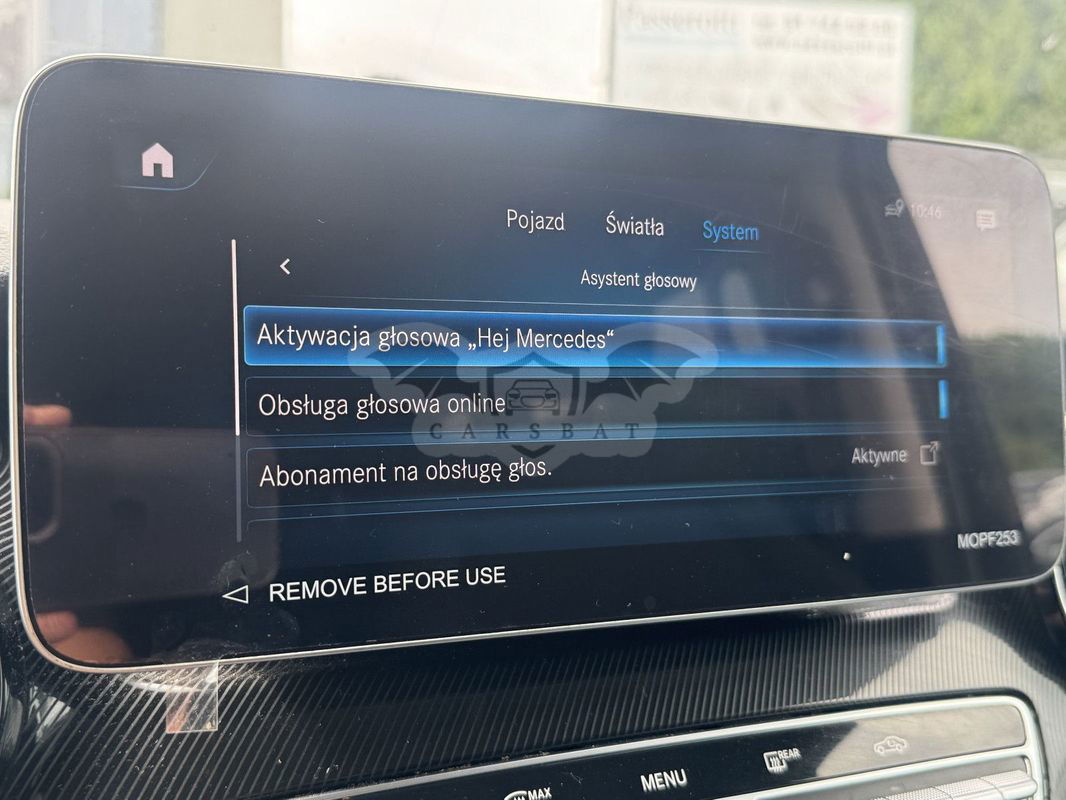 Passerotti
Pojazd Światła System
10:46
Asystent głosowy
Aktywacja głosowa „Hej Mercedes“
Obsługa głosowa online
CARSBAT
Abonament na obsługę głos. Aktywne
MOPF253
REMOVE BEFORE USE
MAX MENU REAR